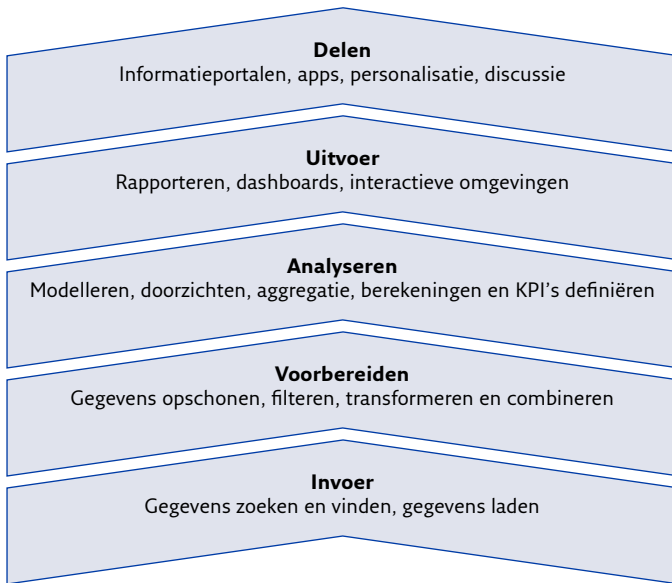 Delen
Informatieportalen, apps, personalisatie, discussie
Uitvoer
Rapporteren, dashboards, interactieve omgevingen
Analyseren
Modelleren, doorzichten, aggregatie, berekeningen en KPI's definiëren
Voorbereiden
Gegevens opschonen, filteren, transformeren en combineren
Invoer
Gegevens zoeken en vinden, gegevens laden